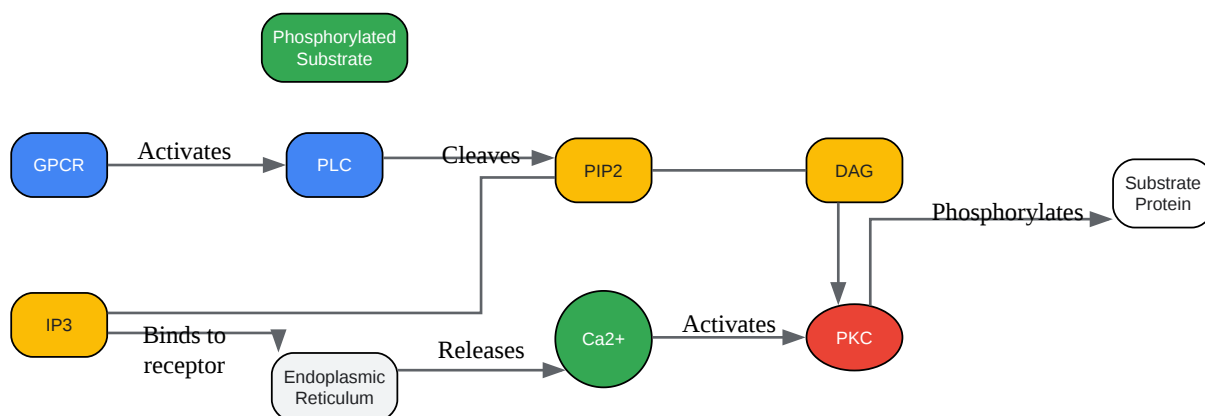 Phosphorylated
Substrate
GPCR
Activates
PLC
Cleaves
PIP2
DAG
Substrate
Protein
Phosphorylates
IP3
Binds to
receptor
Endoplasmic
Reticulum
Releases
Ca2+
Activates
PKC